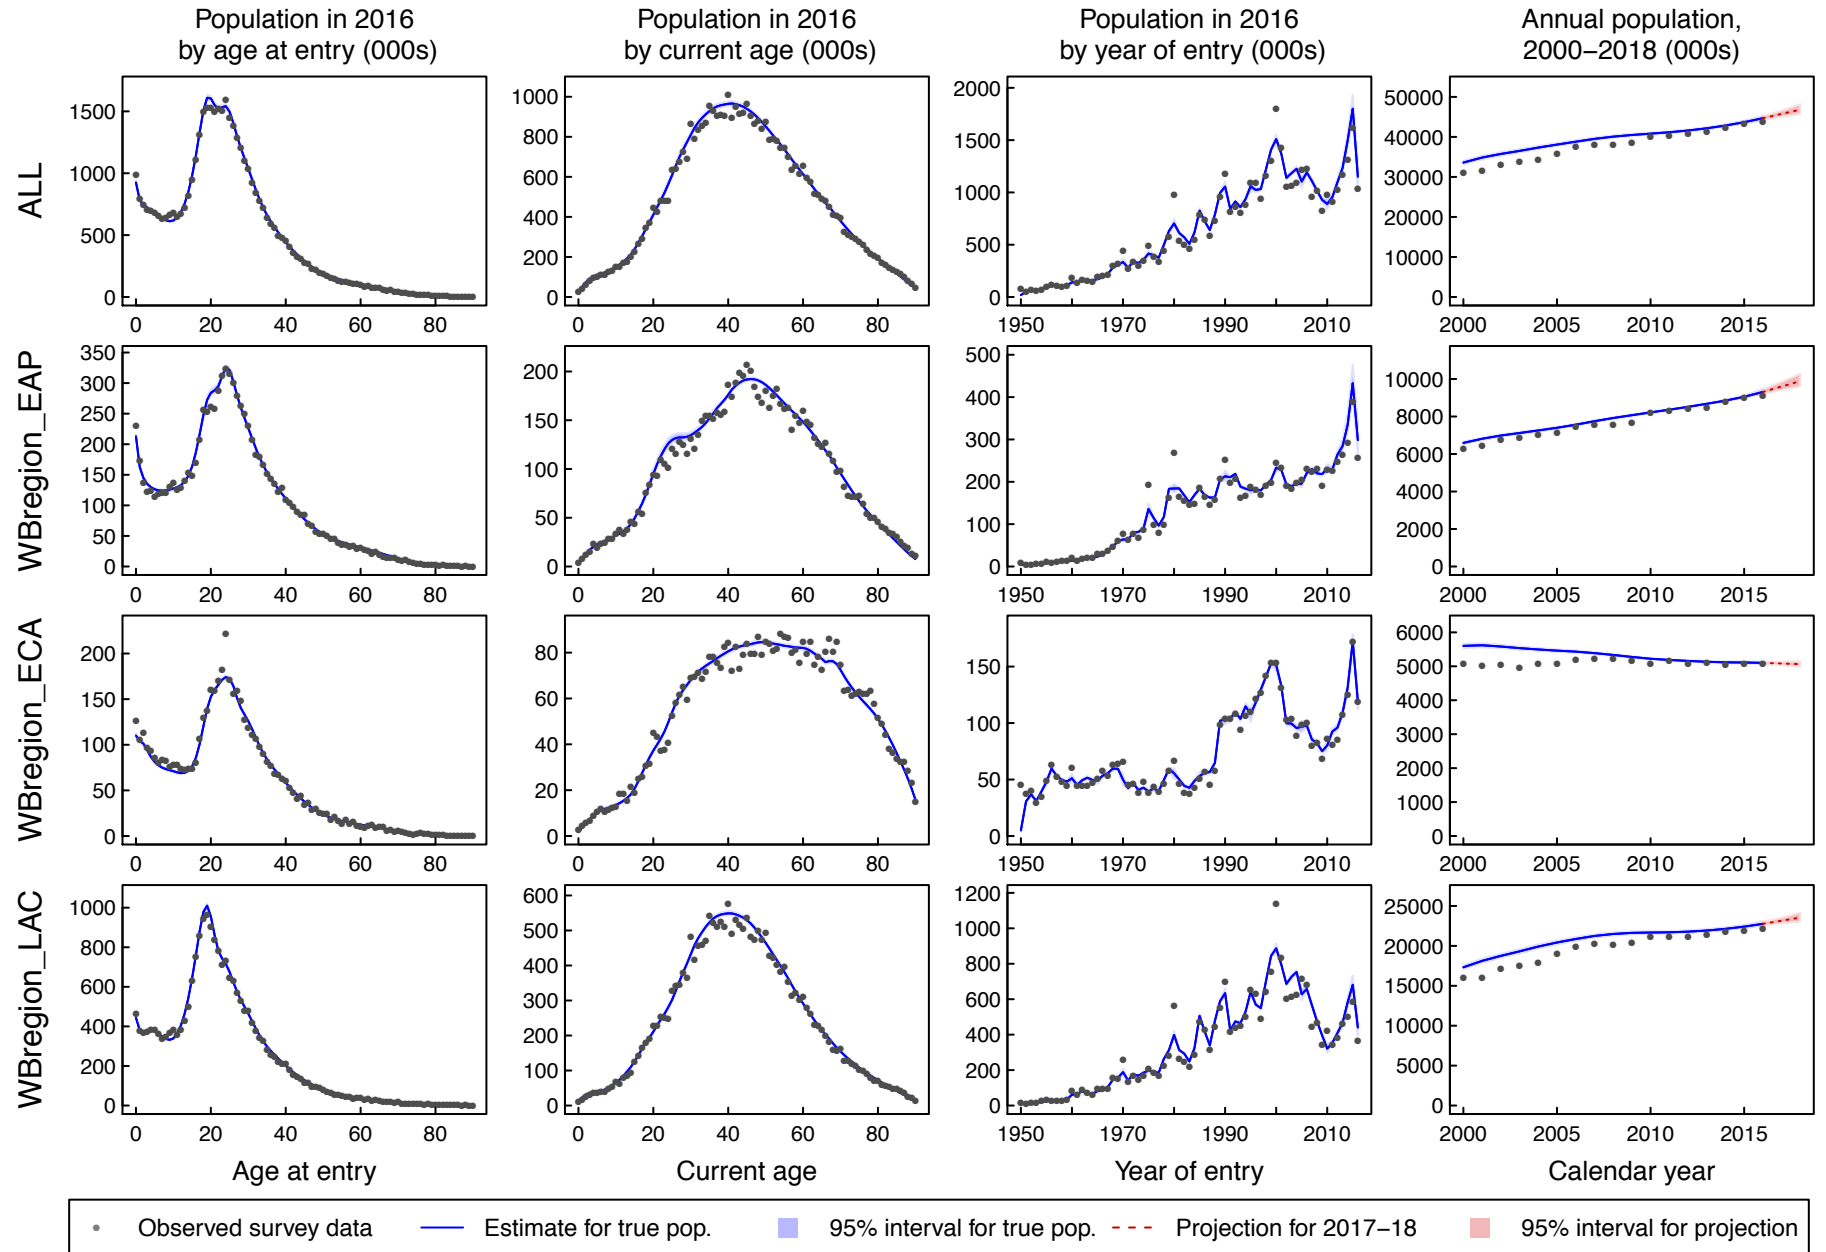 Population in 2016
by age at entry (000s)
Population in 2016
by current age (000s)
Population in 2016
by year of entry (000s)
Annual population,
2000−2018 (000s)
ALL
1500
1000
500
0
0 20 40 60 80
1000
800
600
400
200
0
0 20 40 60 80
2000
1500
1000
500
0
1950 1970 1990 2010
50000
40000
30000
20000
10000
0
2000 2005 2010 2015
WBregion_EAP
350
300
250
200
150
100
50
0
0 20 40 60 80
200
150
100
50
0
0 20 40 60 80
500
400
300
200
100
0
1950 1970 1990 2010
10000
8000
6000
4000
2000
0
2000 2005 2010 2015
WBregion_ECA
200
150
100
50
0
0 20 40 60 80
80
60
40
20
0
0 20 40 60 80
150
100
50
0
1950 1970 1990 2010
6000
5000
4000
3000
2000
1000
0
2000 2005 2010 2015
WBregion_LAC
1000
800
600
400
200
0
0 20 40 60 80
600
500
400
300
200
100
0
0 20 40 60 80
1200
1000
800
600
400
200
0
1950 1970 1990 2010
25000
20000
15000
10000
5000
0
2000 2005 2010 2015
Age at entry
Current age
Year of entry
Calendar year
Observed survey data
Estimate for true pop.
95% interval for true pop.
Projection for 2017−18
95% interval for projection